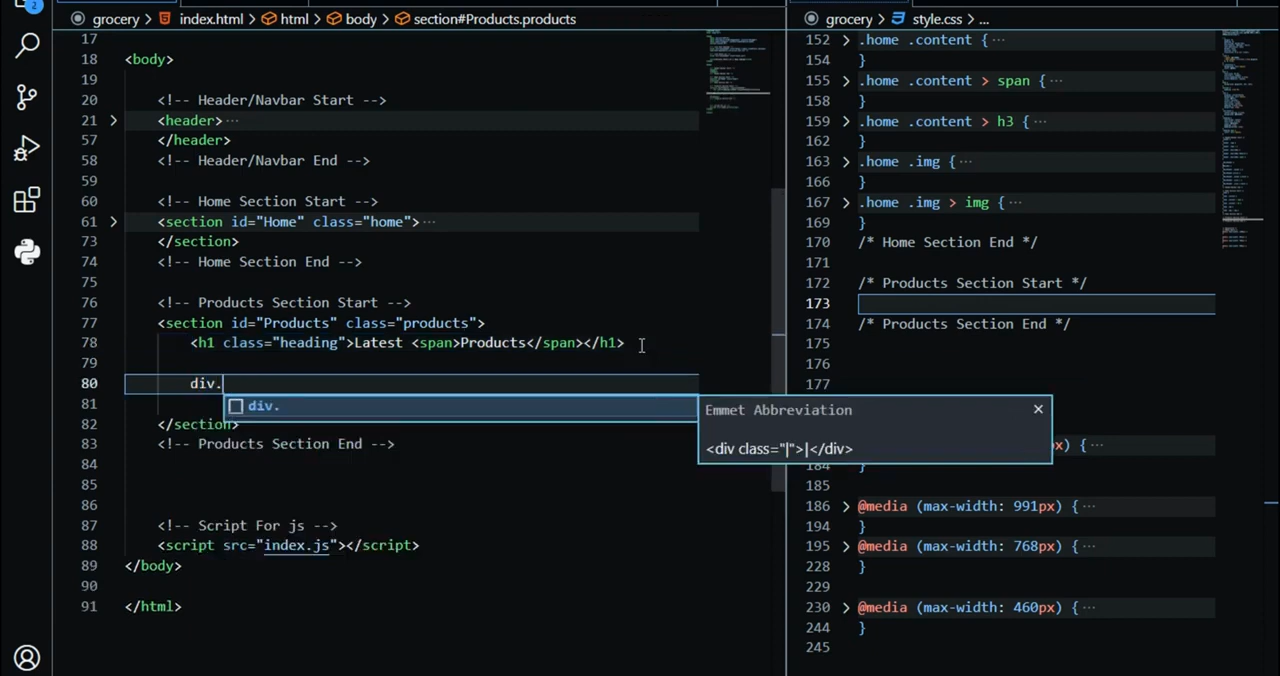 2
grocery > index.html > html > body > section#Products.products
17
18 <body>
19
20 <!-- Header/Navbar Start -->
21 > <header> ···
57 </header>
58 <!-- Header/Navbar End -->
59
60 <!-- Home Section Start -->
61 > <section id="Home" class="home"> ···
73 </section>
74 <!-- Home Section End -->
75
76 <!-- Products Section Start -->
77 <section id="Products" class="products">
78 <h1 class="heading">Latest <span>Products</span></h1>
79
80 div.
81
82 </section>
83 <!-- Products Section End -->
84
85
86
87 <!-- Script For js -->
88 <script src="index.js"></script>
89 </body>
90
91 </html>
div.
Emmet Abbreviation
<div class="|">|</div>
grocery > style.css > ...
152 > .home .content { ···
154 }
155 > .home .content > span { ···
158 }
159 > .home .content > h3 { ···
162 }
163 > .home .img { ···
166 }
167 > .home .img > img { ···
169 }
170 /* Home Section End */
171
172 /* Products Section Start */
173
174 /* Products Section End */
175
176
177
x) { ···
184 }
185
186 > @media (max-width: 991px) { ···
194 }
195 > @media (max-width: 768px) { ···
228 }
229
230 > @media (max-width: 460px) { ···
244 }
245